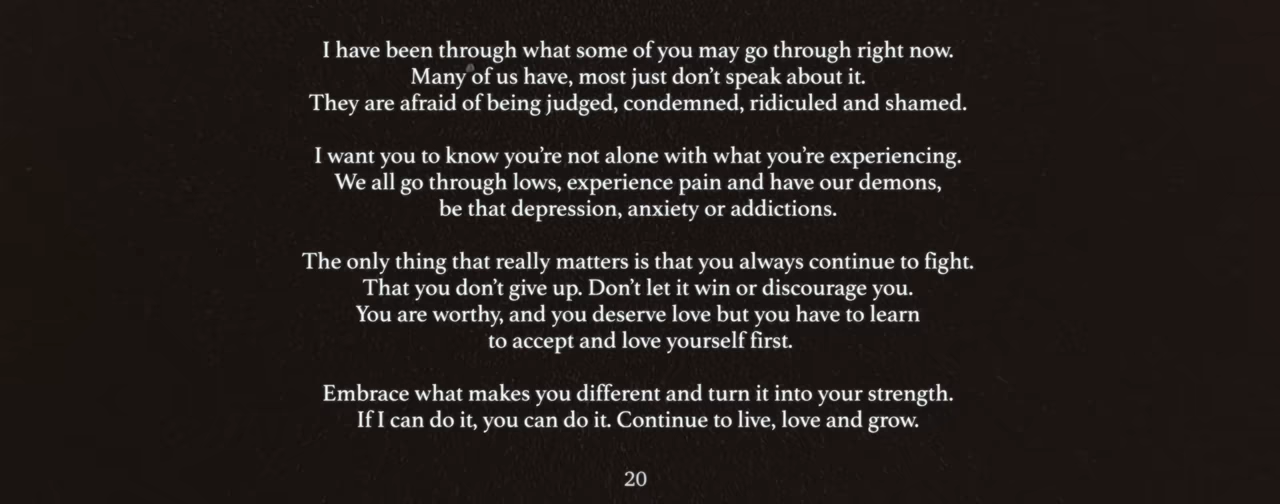 I have been through what some of you may go through right now.
Many of us have, most just don't speak about it.
They are afraid of being judged, condemned, ridiculed and shamed.
I want you to know you're not alone with what you're experiencing.
We all go through lows, experience pain and have our demons,
be that depression, anxiety or addictions.
The only thing that really matters is that you always continue to fight.
That you don't give up. Don't let it win or discourage you.
You are worthy, and you deserve love but you have to learn
to accept and love yourself first.
Embrace what makes you different and turn it into your strength.
If I can do it, you can do it. Continue to live, love and grow.
20